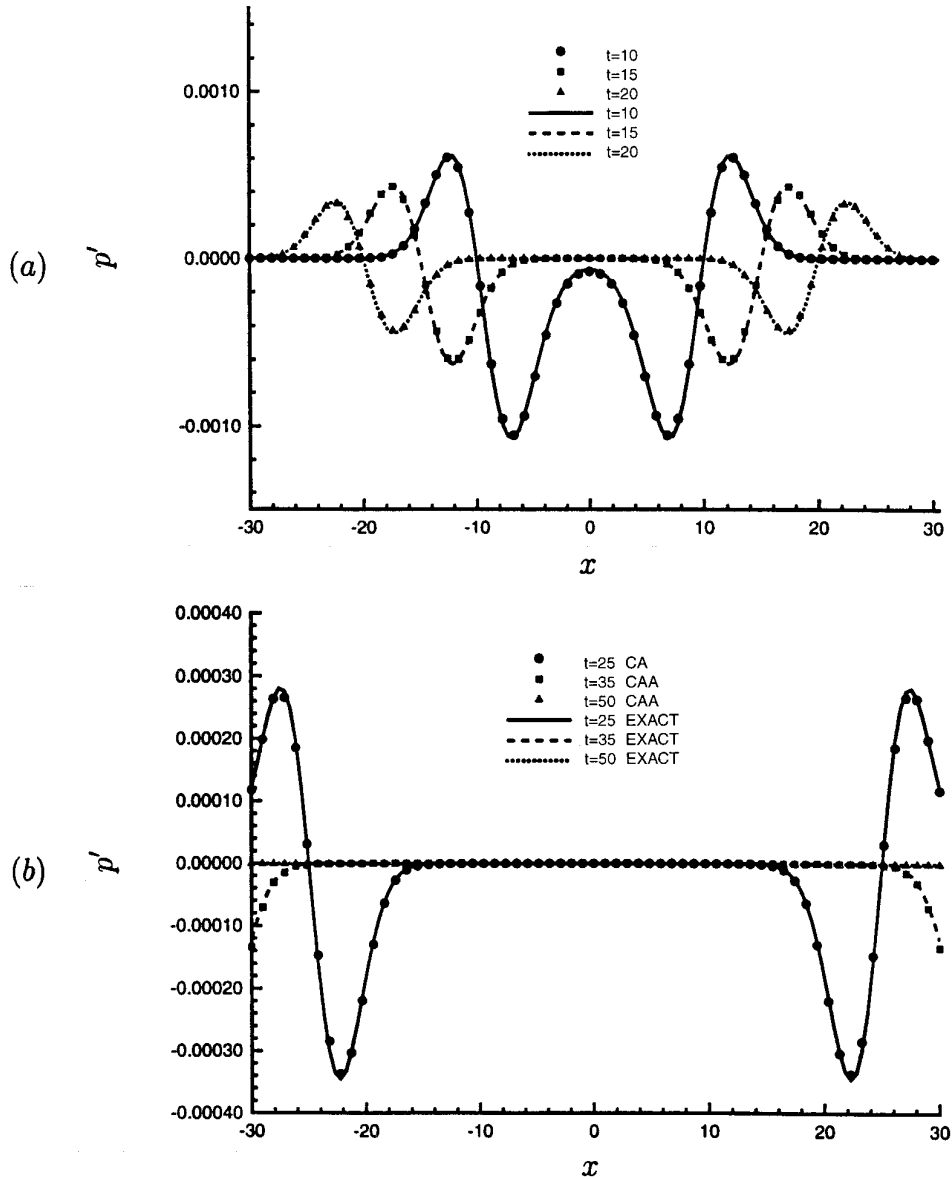 0.0010
0.0000
-0.0010
(a)
p′
t=10
t=15
t=20
t=10
t=15
t=20
-30 -20 -10 0 10 20 30
x
0.00040
0.00030
0.00020
0.00010
0.00000
-0.00010
-0.00020
-0.00030
-0.00040
(b)
p′
t=25 CA
t=35 CAA
t=50 CAA
t=25 EXACT
t=35 EXACT
t=50 EXACT
-30 -20 -10 0 10 20 30
x